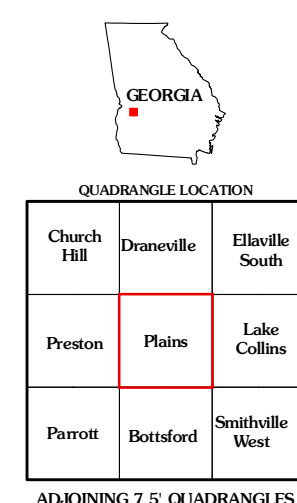 GEORGIA
QUADRANGLE LOCATION
Church
Hill
Draneville
Ellaville
South
Preston
Plains
Lake
Collins
Parrott
Bottsford
Smithville
West
ADJOINING 7.5' QUADRANGLES